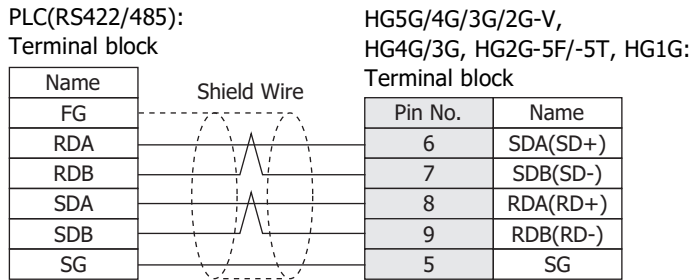 PLC(RS422/485):
Terminal block
HG5G/4G/3G/2G-V,
HG4G/3G, HG2G-5F/-5T, HG1G:
Terminal block
Name
Shield Wire
Pin No. Name
FG
RDA 6 SDA(SD+)
RDB 7 SDB(SD-)
SDA 8 RDA(RD+)
SDB 9 RDB(RD-)
SG 5 SG